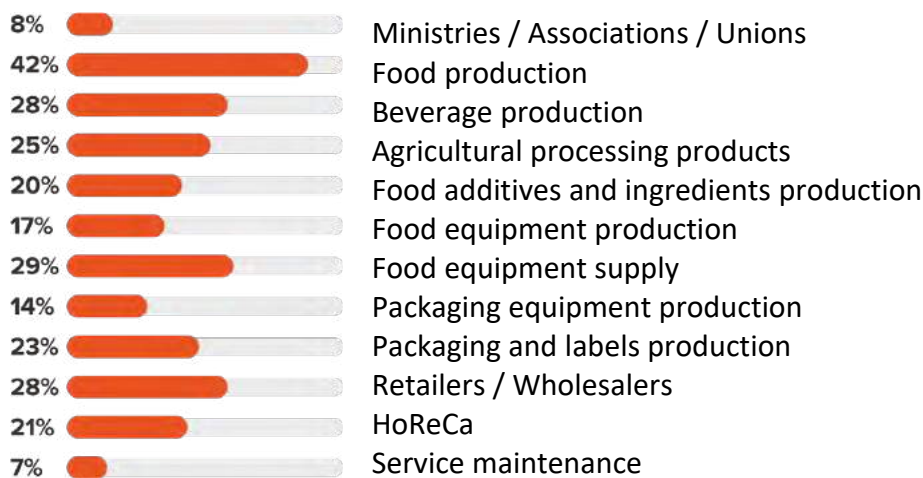 8% Ministries / Associations / Unions
42% Food production
28% Beverage production
25% Agricultural processing products
20% Food additives and ingredients production
17% Food equipment production
29% Food equipment supply
14% Packaging equipment production
23% Packaging and labels production
28% Retailers / Wholesalers
21% HoReCa
7% Service maintenance